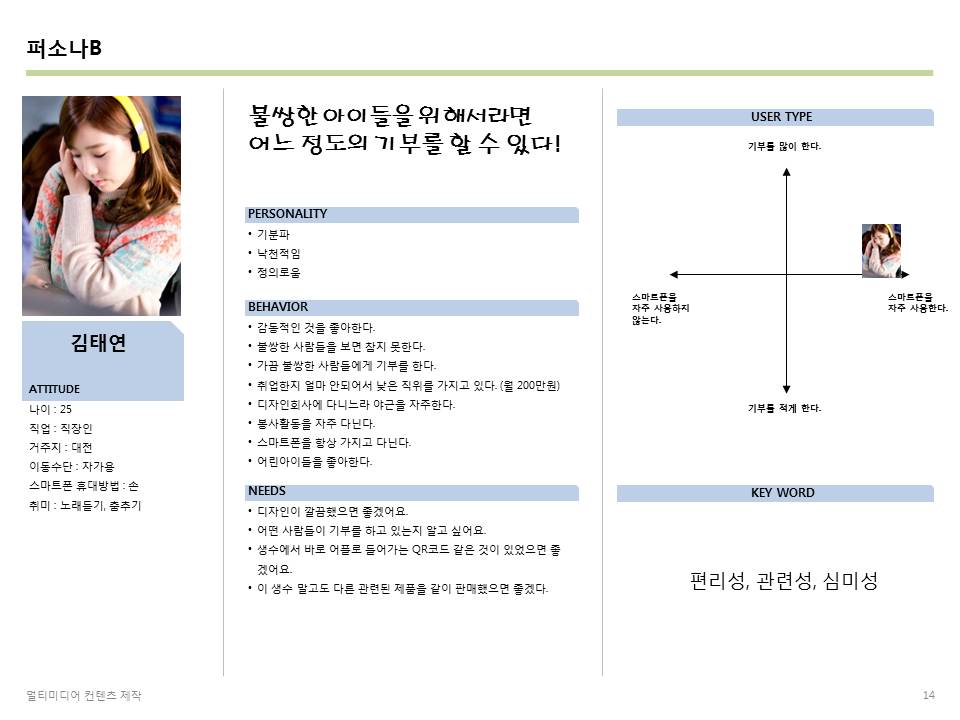 퍼소나B
불쌍한 아이들을 위해서라면
어느 정도의 기부를 할 수 있다!
김태연
ATTITUDE
나이 : 25
직업 : 직장인
거주지 : 대전
이동수단 : 자가용
스마트폰 휴대방법 : 손
취미 : 노래듣기, 춤추기
PERSONALITY
• 기분파
• 낙천적임
• 정의로움
BEHAVIOR
• 감동적인 것을 좋아한다.
• 불쌍한 사람들을 보면 참지 못한다.
• 가끔 불쌍한 사람들에게 기부를 한다.
• 취업한지 얼마 안되어서 낮은 직위를 가지고 있다. (월 200만원)
• 디자인회사에 다니느라 야근을 자주한다.
• 봉사활동을 자주 다닌다.
• 스마트폰을 항상 가지고 다닌다.
• 어린아이들을 좋아한다.
NEEDS
• 디자인이 깔끔했으면 좋겠어요.
• 어떤 사람들이 기부를 하고 있는지 알고 싶어요.
• 생수에서 바로 어플로 들어가는 QR코드 같은 것이 있었으면 좋
겠어요.
• 이 생수 말고도 다른 관련된 제품을 같이 판매했으면 좋겠다.
USER TYPE
기부를 많이 한다.
스마트폰을
자주 사용하지
않는다.
스마트폰을
자주 사용한다.
기부를 적게 한다.
KEY WORD
편리성, 관련성, 심미성
멀티미디어 컨텐츠 제작
14